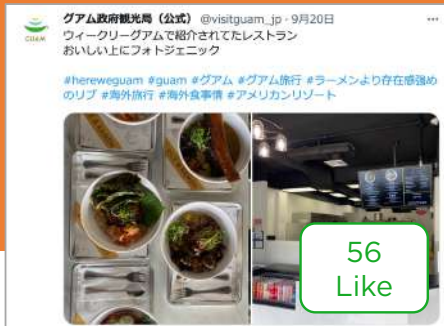 グアム政府観光局（公式） @visitguam_jp · 9月20日
ウィークリーグアムで紹介されてたレストラン
おいしい上にフォトジェニック
#hereweguam #guam #グアム #グアム旅行 #ラーメンより存在感強め
のリブ #海外旅行 #海外食事情 #アメリカンリゾート
GUAM
56
Like